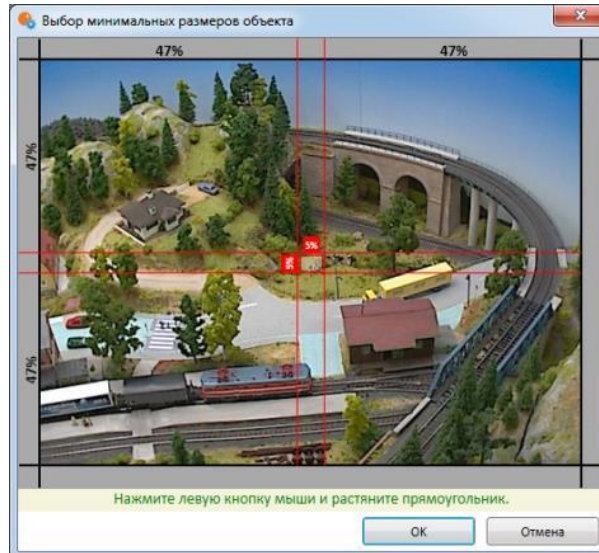 Выбор минимальных размеров объекта
47% 47%
47%
5%
5%
47%
Нажмите левую кнопку мыши и растяните прямоугольник.
OK Отмена